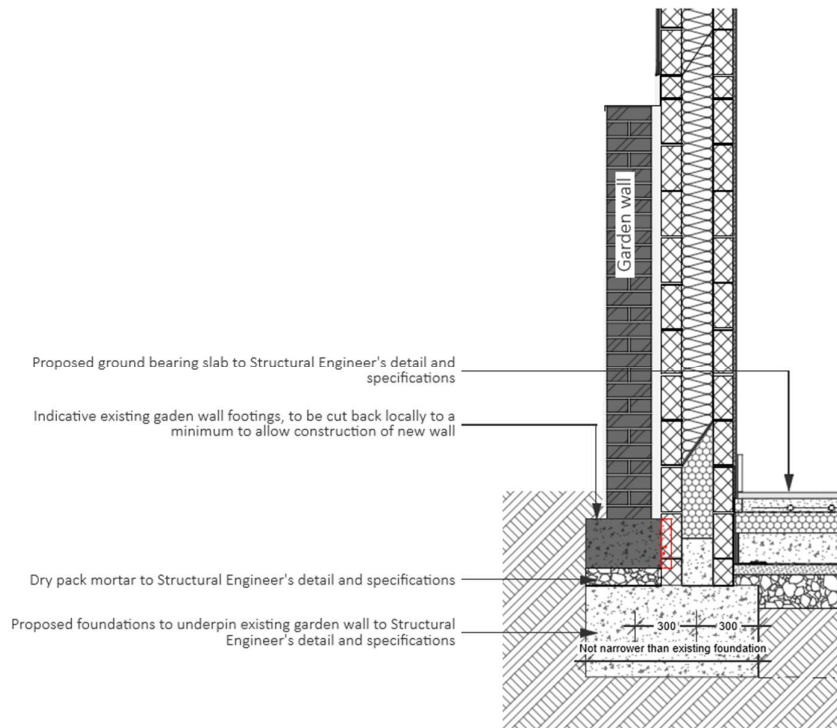 Garden wall
Proposed ground bearing slab to Structural Engineer's detail and
specifications
Indicative existing gaden wall footings, to be cut back locally to a
minimum to allow construction of new wall
Dry pack mortar to Structural Engineer's detail and specifications
Proposed foundations to underpin existing garden wall to Structural
Engineer's detail and specifications
300 300
Not narrower than existing foundation